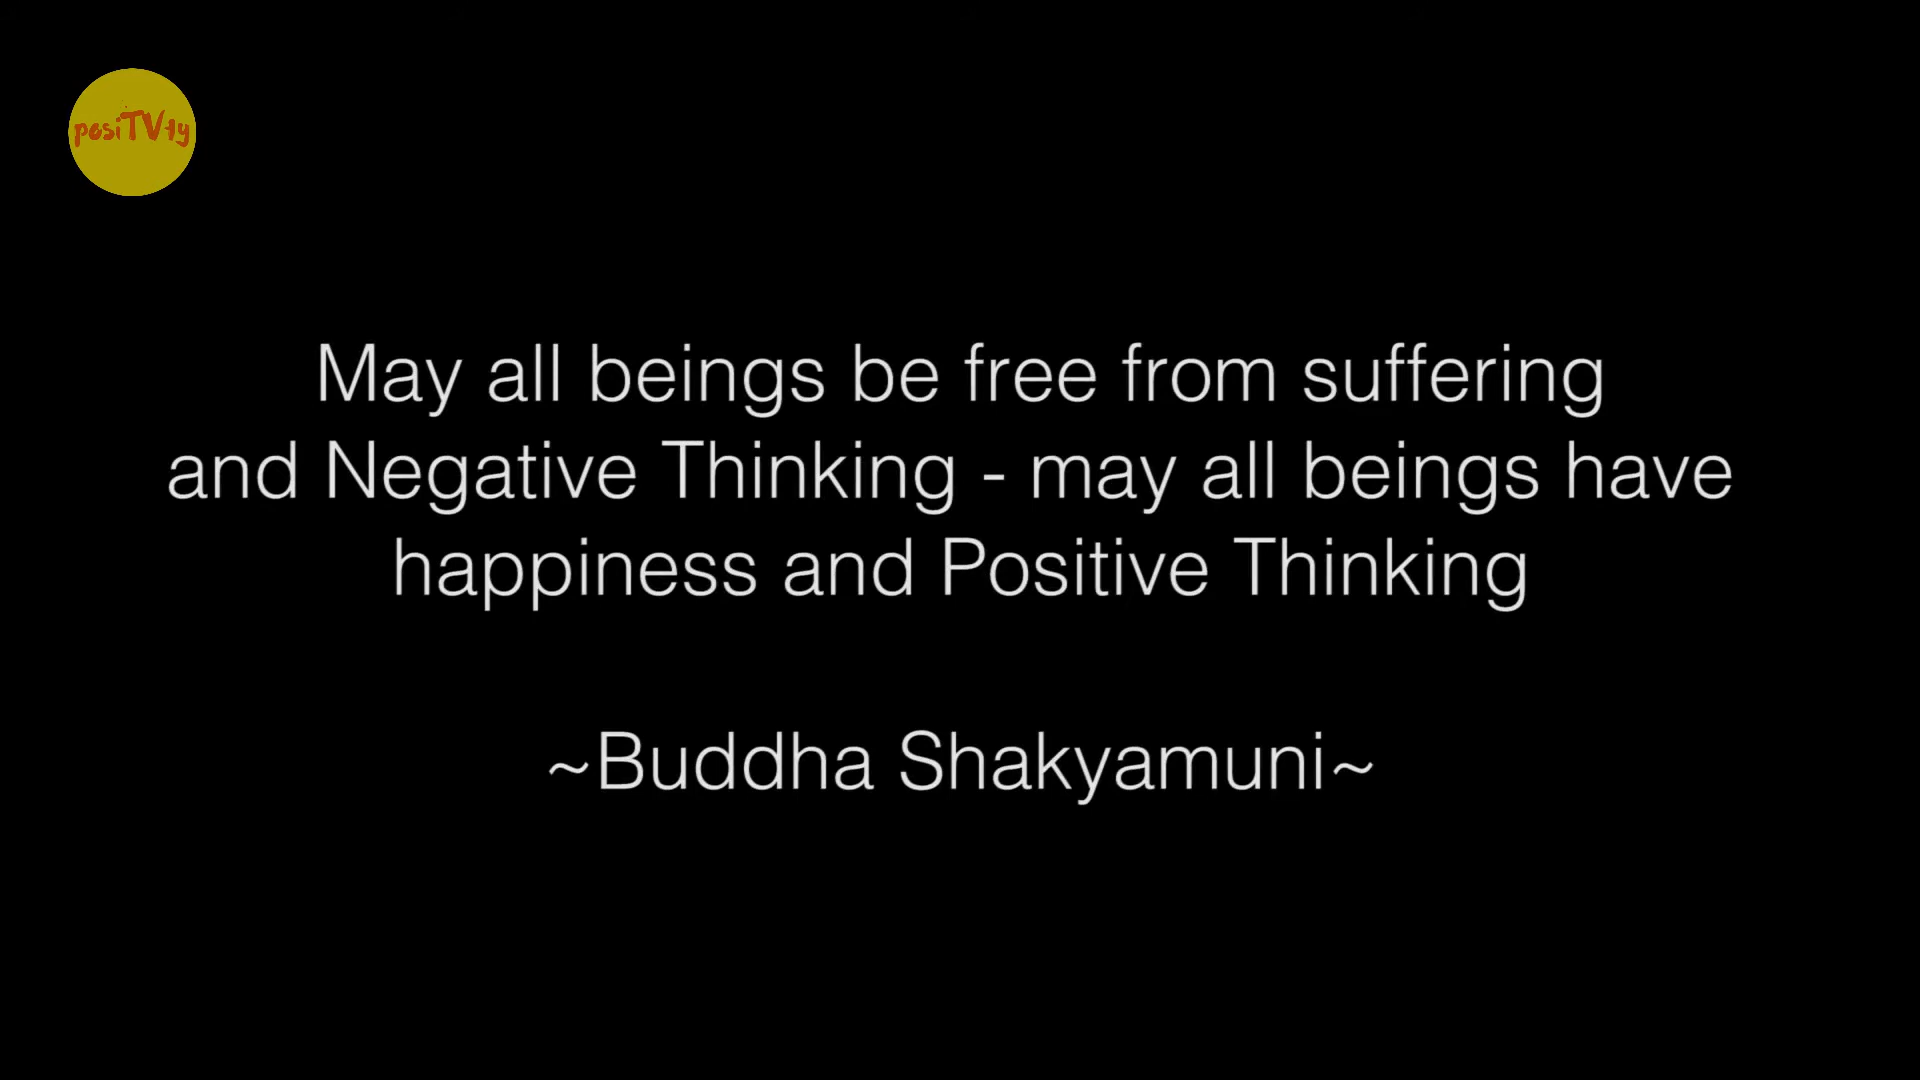 posiTVty
May all beings be free from suffering
and Negative Thinking - may all beings have
happiness and Positive Thinking
~Buddha Shakyamuni~